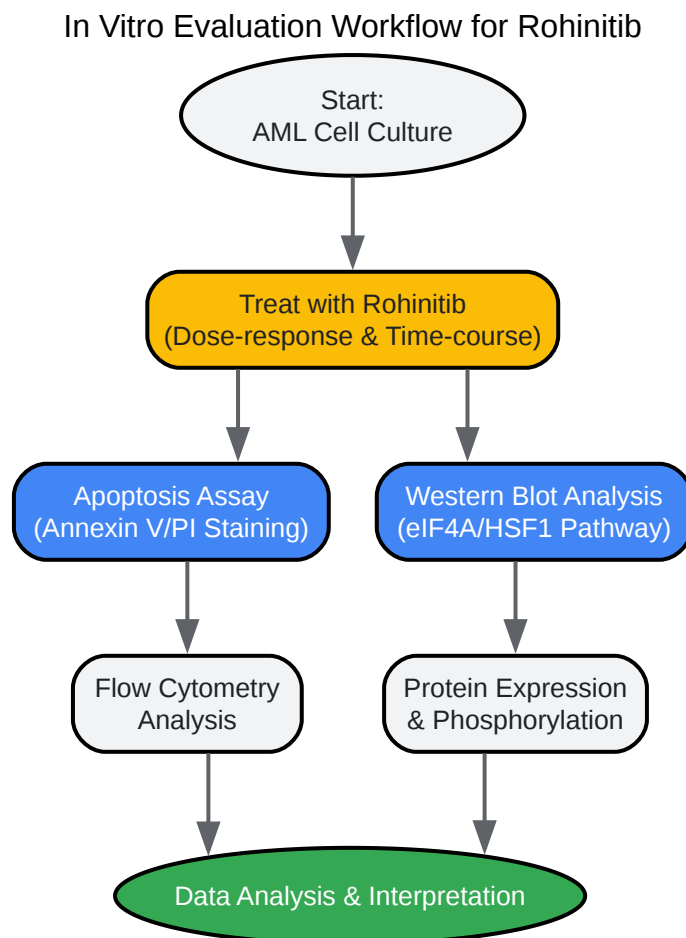 In Vitro Evaluation Workflow for Rohinitib
Start:
AML Cell Culture
Treat with Rohinitib
(Dose-response & Time-course)
Apoptosis Assay
(Annexin V/PI Staining)
Western Blot Analysis
(eIF4A/HSF1 Pathway)
Flow Cytometry
Analysis
Protein Expression
& Phosphorylation
Data Analysis & Interpretation